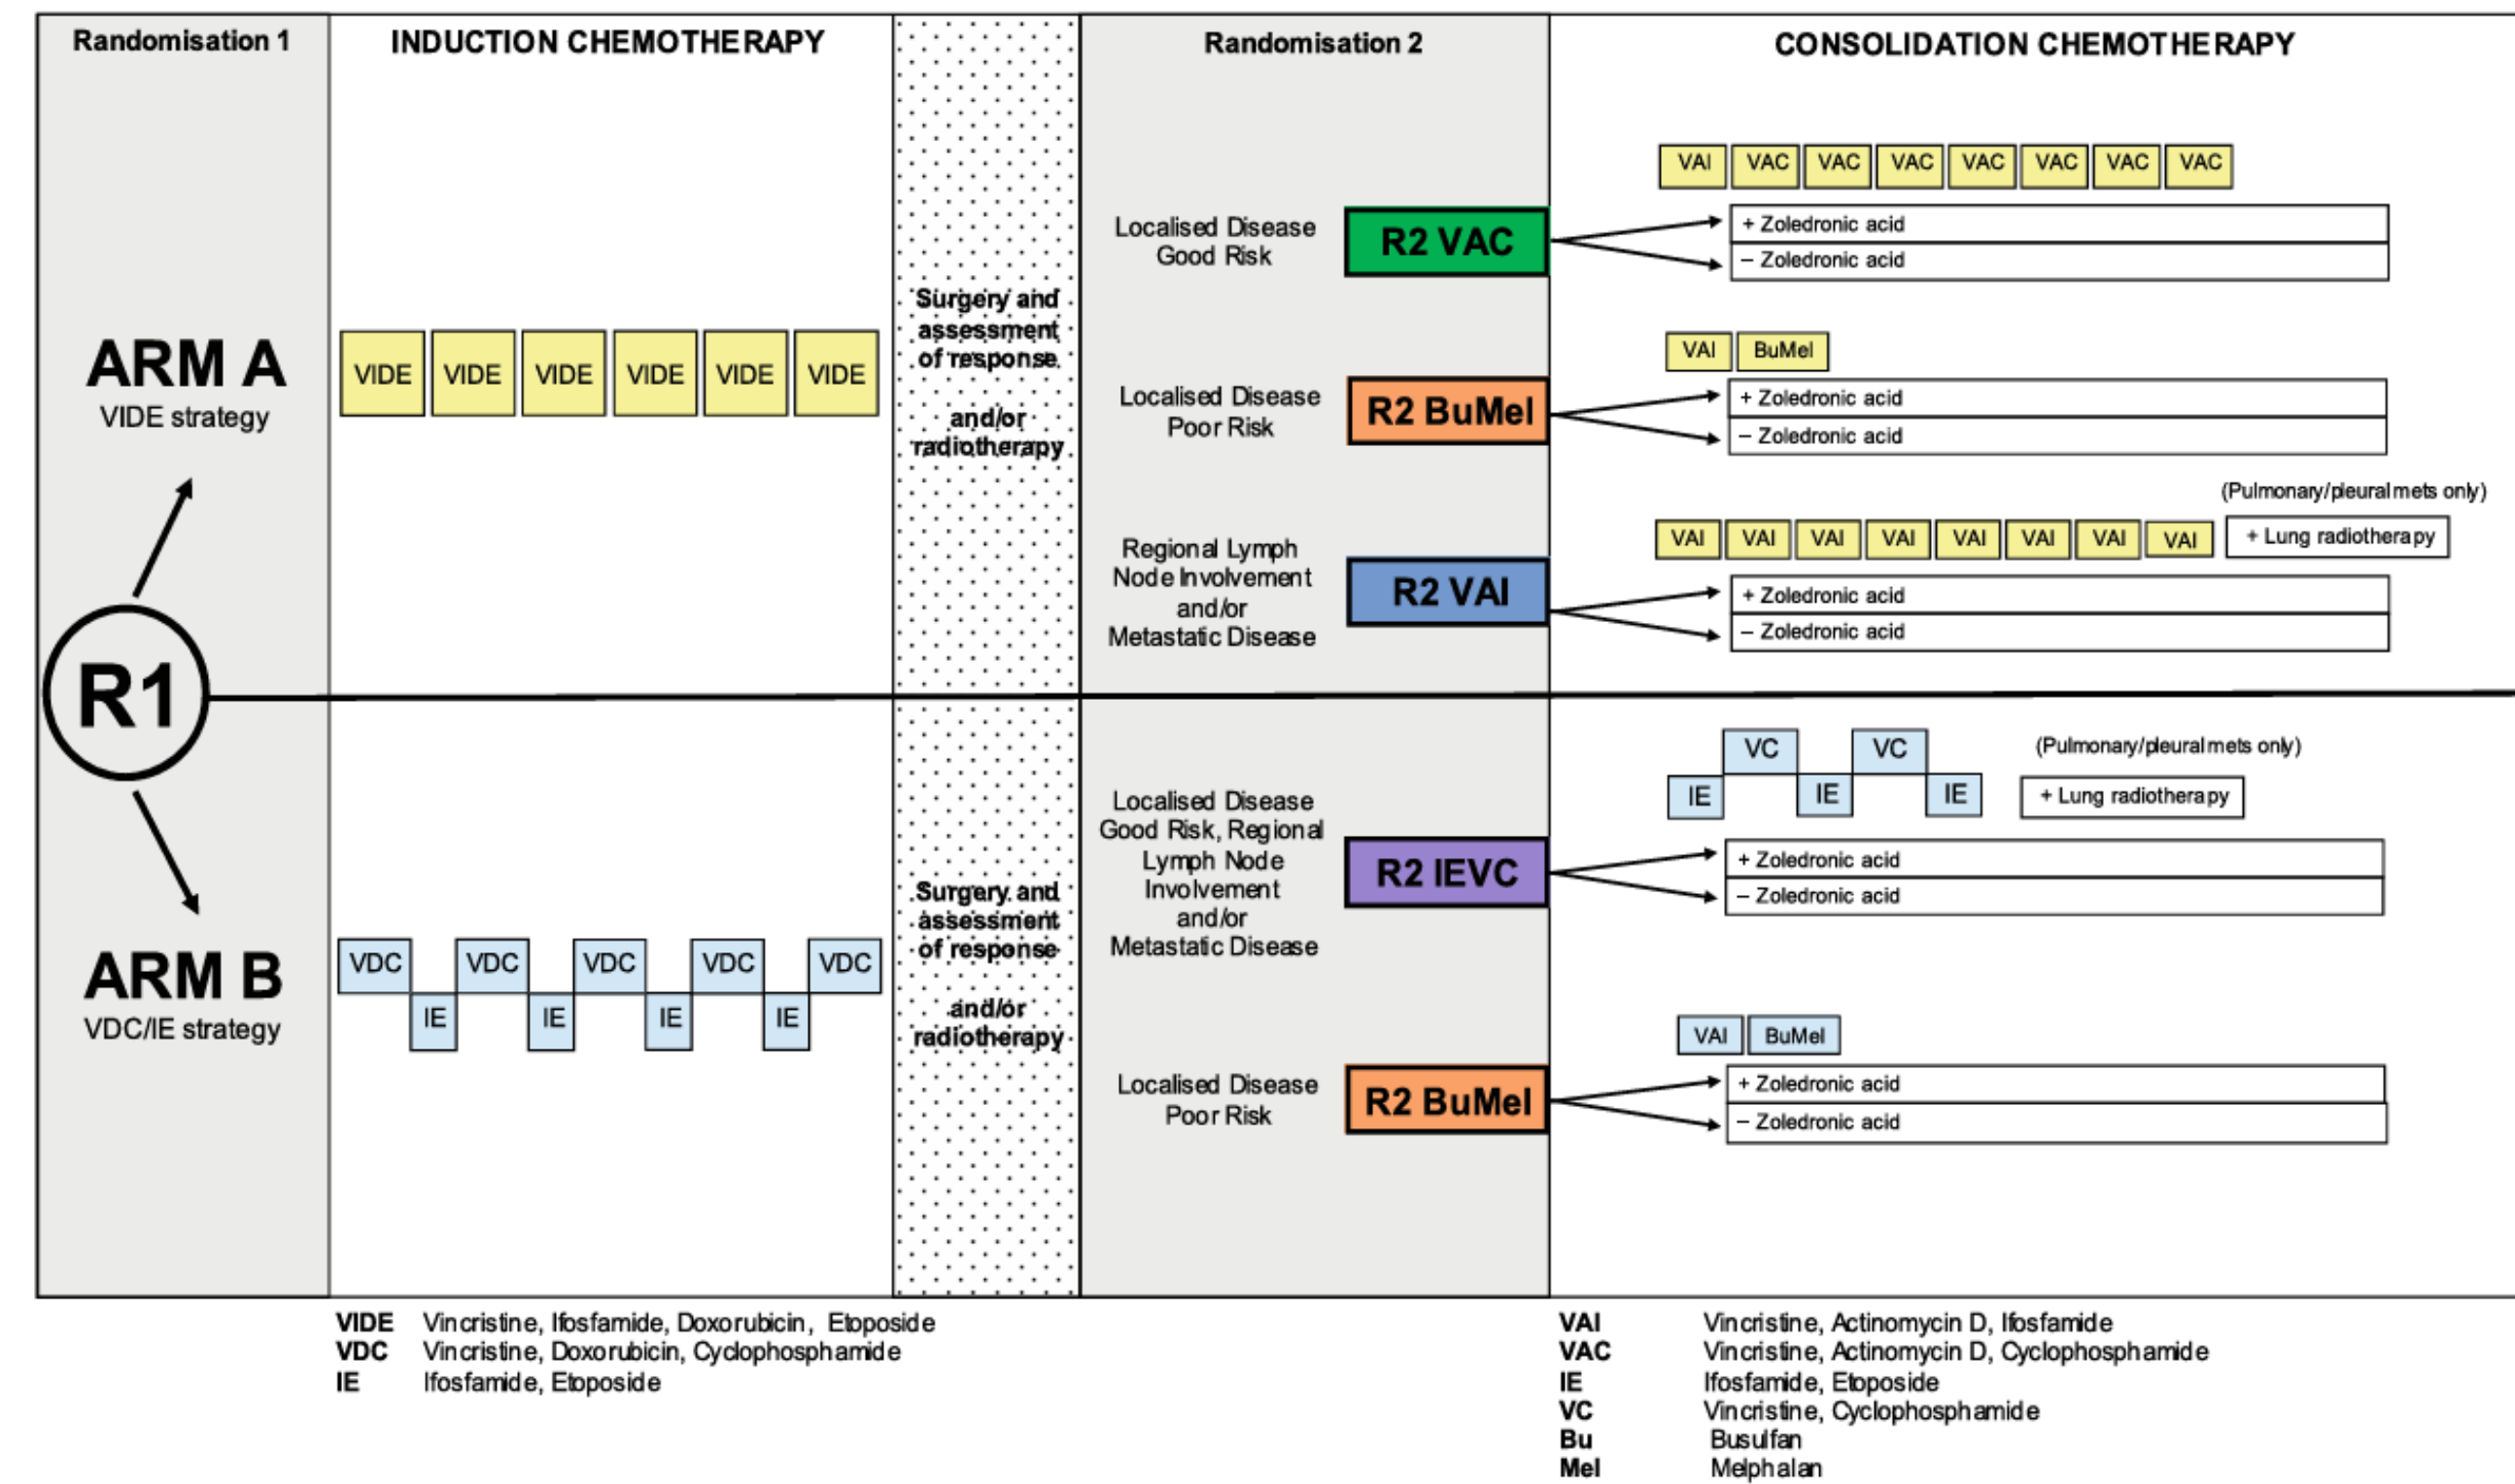 Randomisation 1
INDUCTION CHEMOTHERAPY
Randomisation 2
CONSOLIDATION CHEMOTHERAPY
ARM A
VIDE strategy
VIDE VIDE VIDE VIDE VIDE VIDE
Surgery and
assessment
of response
and/or
radiotherapy
Localised Disease
Good Risk
R2 VAC
VAI VAC VAC VAC VAC VAC VAC VAC
+ Zoledronic acid
– Zoledronic acid
Localised Disease
Poor Risk
R2 BuMel
VAI BuMel
+ Zoledronic acid
– Zoledronic acid
Regional Lymph
Node Involvement
and/or
Metastatic Disease
R2 VAI
(Pulmonary/pleural mets only)
VAI VAI VAI VAI VAI VAI VAI VAI + Lung radiotherapy
+ Zoledronic acid
– Zoledronic acid
R1
ARM B
VDC/IE strategy
VDC VDC VDC VDC VDC
IE IE IE IE
Surgery and
assessment
of response
and/or
radiotherapy
Localised Disease
Good Risk, Regional
Lymph Node
Involvement
and/or
Metastatic Disease
R2 IEVC
VC VC (Pulmonary/pleural mets only)
IE IE IE + Lung radiotherapy
+ Zoledronic acid
– Zoledronic acid
Localised Disease
Poor Risk
R2 BuMel
VAI BuMel
+ Zoledronic acid
– Zoledronic acid
VIDE Vincristine, Ifosfamide, Doxorubicin, Etoposide
VDC Vincristine, Doxorubicin, Cyclophosphamide
IE Ifosfamide, Etoposide
VAI Vincristine, Actinomycin D, Ifosfamide
VAC Vincristine, Actinomycin D, Cyclophosphamide
IE Ifosfamide, Etoposide
VC Vincristine, Cyclophosphamide
Bu Busulfan
Mel Melphalan